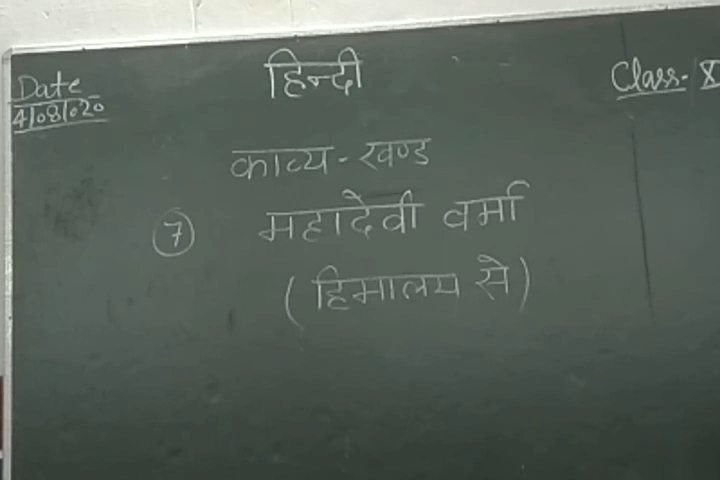 Date
4/08/020
हिन्दी
Class- X
काव्य - खण्ड
7 महादेवी वर्मा
(हिमालय से)